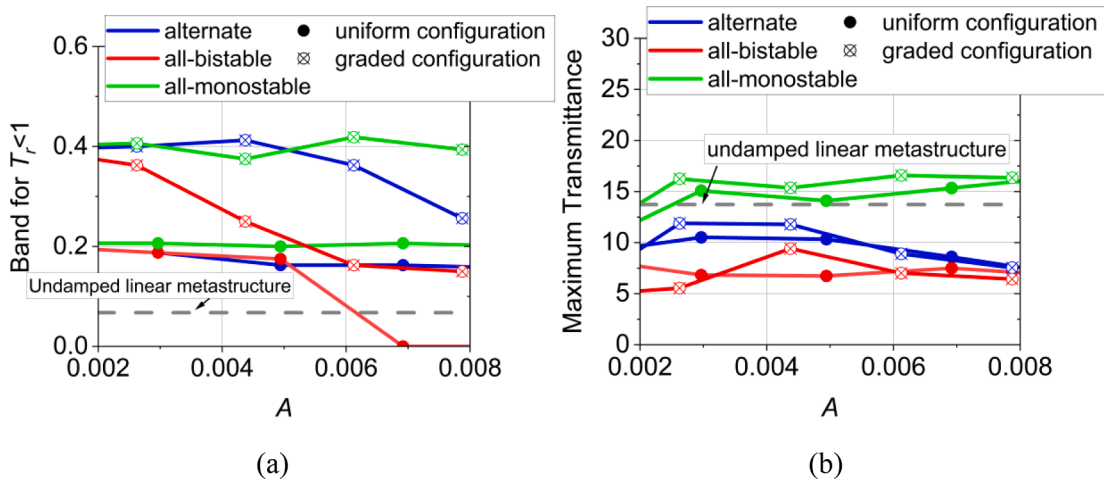 alternate
all-bistable
all-monostable
uniform configuration
graded configuration
Band for Tr<1
0.6
0.4
0.2
0.0
Undamped linear metastructure
0.002
0.004
0.006
0.008
A
(a)
alternate
all-bistable
all-monostable
uniform configuration
graded configuration
Maximum Transmittance
30
25
20
15
10
5
0
undamped linear metastructure
0.002
0.004
0.006
0.008
A
(b)